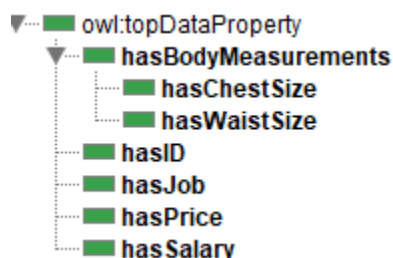 owl:topDataProperty
hasBodyMeasurements
hasChestSize
hasWaistSize
hasID
hasJob
hasPrice
hasSalary